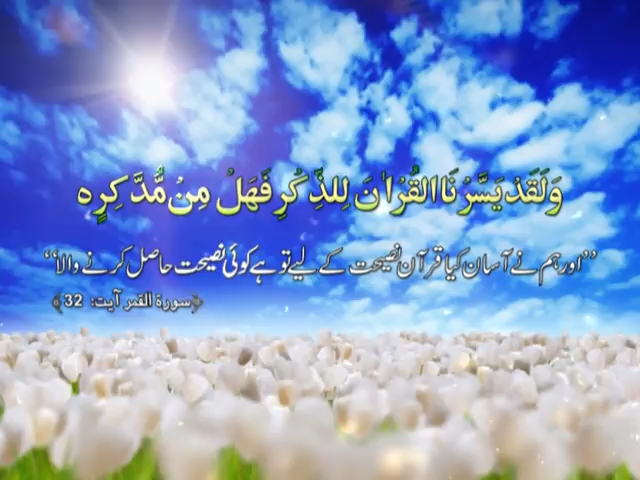 وَلَقَدْ يَسَّرْنَا الْقُرْاٰنَ لِلذِّكْرِ فَهَلْ مِنْ مُّدَّكِرٍ ہ
’’اور ہم نے آسان کیا قرآن نصیحت کے لیے تو ہے کوئی نصیحت حاصل کرنے والا‘‘
﴿سورۃ القمر آیت: 32﴾